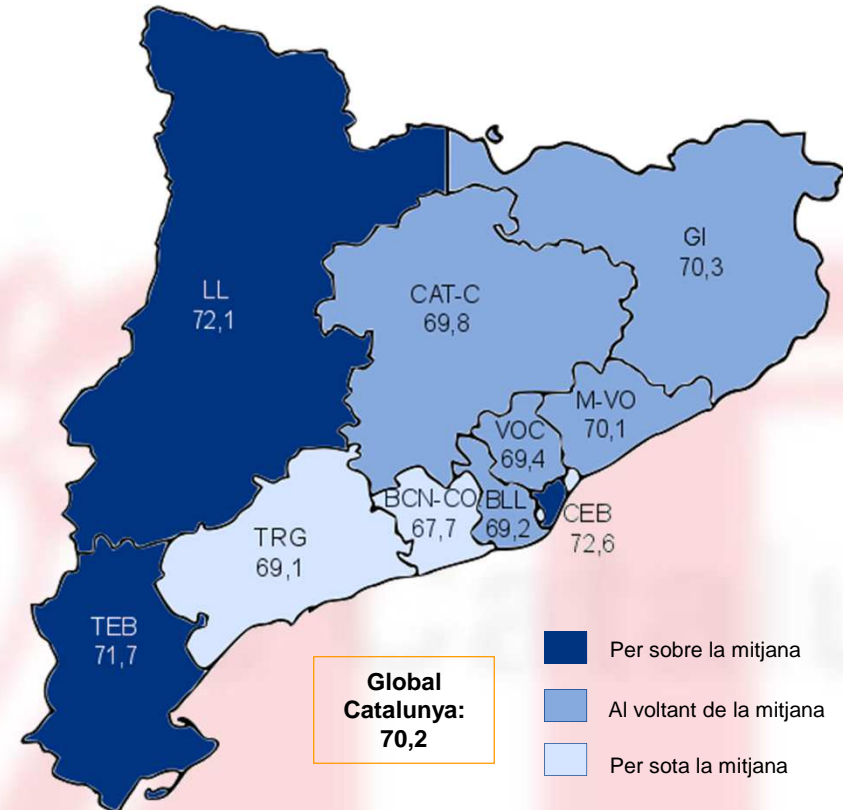 GI
70,3
LL
72,1
CAT-C
69,8
M-VO
70,1
VOC
69,4
BCN-CO
67,7
BLL
69,2
CEB
72,6
TRG
69,1
TEB
71,7
Global
Catalunya:
70,2
Per sobre la mitjana
Al voltant de la mitjana
Per sota la mitjana